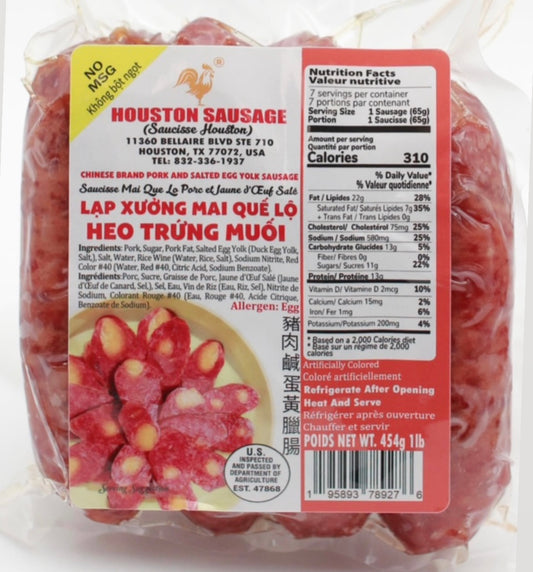 NO
MSG
Không bột ngọt
®
HOUSTON SAUSAGE
(Saucisse Houston)
11360 BELLAIRE BLVD STE 710
HOUSTON, TX 77072, USA
TEL: 832-336-1937
CHINESE BRAND PORK AND SALTED EGG YOLK SAUSAGE
Saucisse Mai Que Lo Porc et Jaune d'Œuf Salé
LẠP XƯỞNG MAI QUẾ LỘ
HEO TRỨNG MUỐI
Ingredients: Pork, Sugar, Pork Fat, Salted Egg Yolk (Duck Egg Yolk,
Salt,), Salt, Water, Rice Wine (Water, Rice, Salt), Sodium Nitrite, Red
Color #40 (Water, Red #40, Citric Acid, Sodium Benzoate).
Ingrédients: Porc, Sucre, Graisse de Porc, Jaune d'Œuf Salé (Jaune
d'Œuf de Canard, Sel,), Sel, Eau, Vin de Riz (Eau, Riz, Sel), Nitrite de
Sodium, Colorant Rouge #40 (Eau, Rouge #40, Acide Citrique,
Benzoate de Sodium).
Allergen: Egg
豬肉鹹蛋黃臘腸
Serving Suggestion
U.S.
INSPECTED
AND PASSED BY
DEPARTMENT OF
AGRICULTURE
EST. 47868
Nutrition Facts
Valeur nutritive
7 servings per container
7 portions par contenant
Serving Size 1 Sausage (65g)
Portion 1 Saucisse (65g)
Amount per serving
Quantité par portion
Calories 310
% Daily Value*
% Valeur quotidienne*
Fat / Lipides 22g 28%
Saturated Fat/ Saturés Lipides 7g 35%
+ Trans Fat / Trans Lipides 0g
Cholesterol/ Cholestérol 75mg 25%
Sodium / Sodium 580mg 25%
Carbohydrate Glucides 13g 5%
Fiber/ Fibres 0g 0%
Sugars/ Sucres 11g 22%
Protein/ Protéine 13g
Vitamin D/ Vitamin D 2mcg 10%
Calcium/ Calcium 15mg 2%
Iron/ Fer 1mg 6%
Potassium/Potassium 200mg 4%
* Based on a 2,000 Calories diet
* Basé sur un régime de 2,000
calories
Artificially Colored
Coloré artificiellement
Refrigerate After Opening
Heat And Serve
Réfrigérer après ouverture
Chauffer et servir
POIDS NET WT. 454g 1lb
1 95893 78927 6